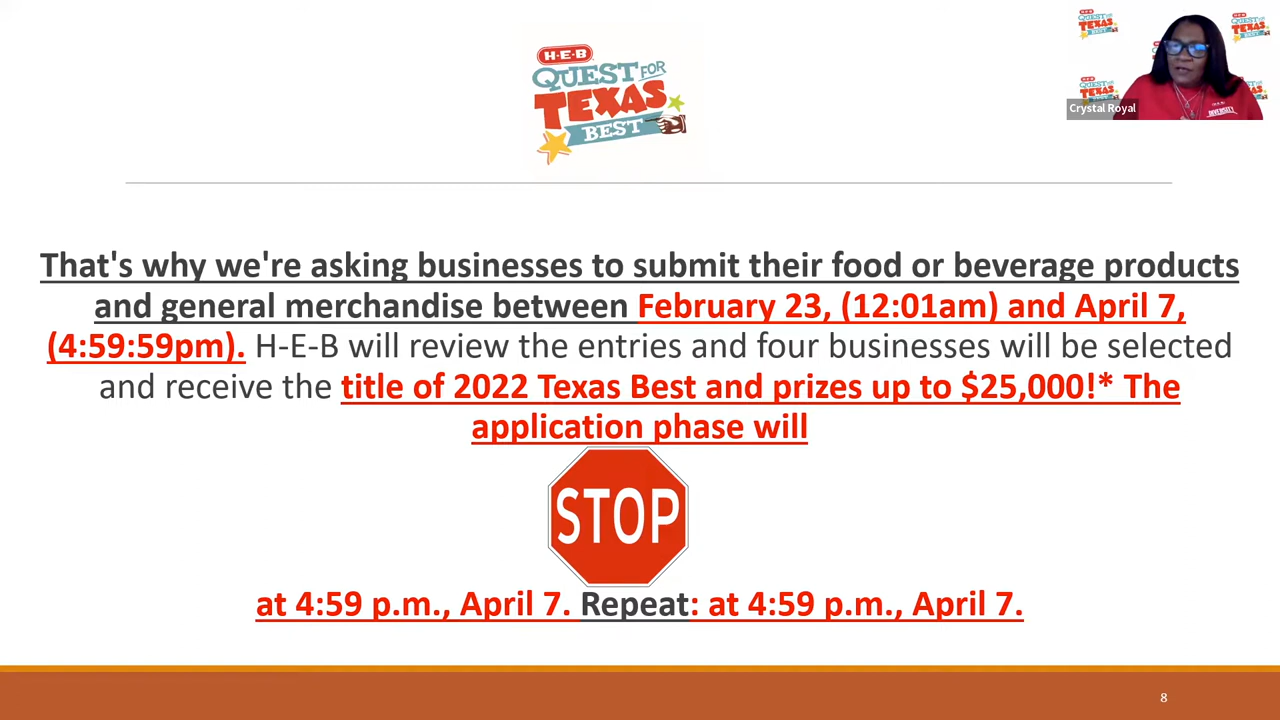 H-E-B
QUEST FOR
TEXAS
BEST
Crystal Royal
That's why we're asking businesses to submit their food or beverage products
and general merchandise between February 23, (12:01am) and April 7,
(4:59:59pm). H-E-B will review the entries and four businesses will be selected
and receive the title of 2022 Texas Best and prizes up to $25,000!* The
application phase will
STOP
at 4:59 p.m., April 7. Repeat: at 4:59 p.m., April 7.
8